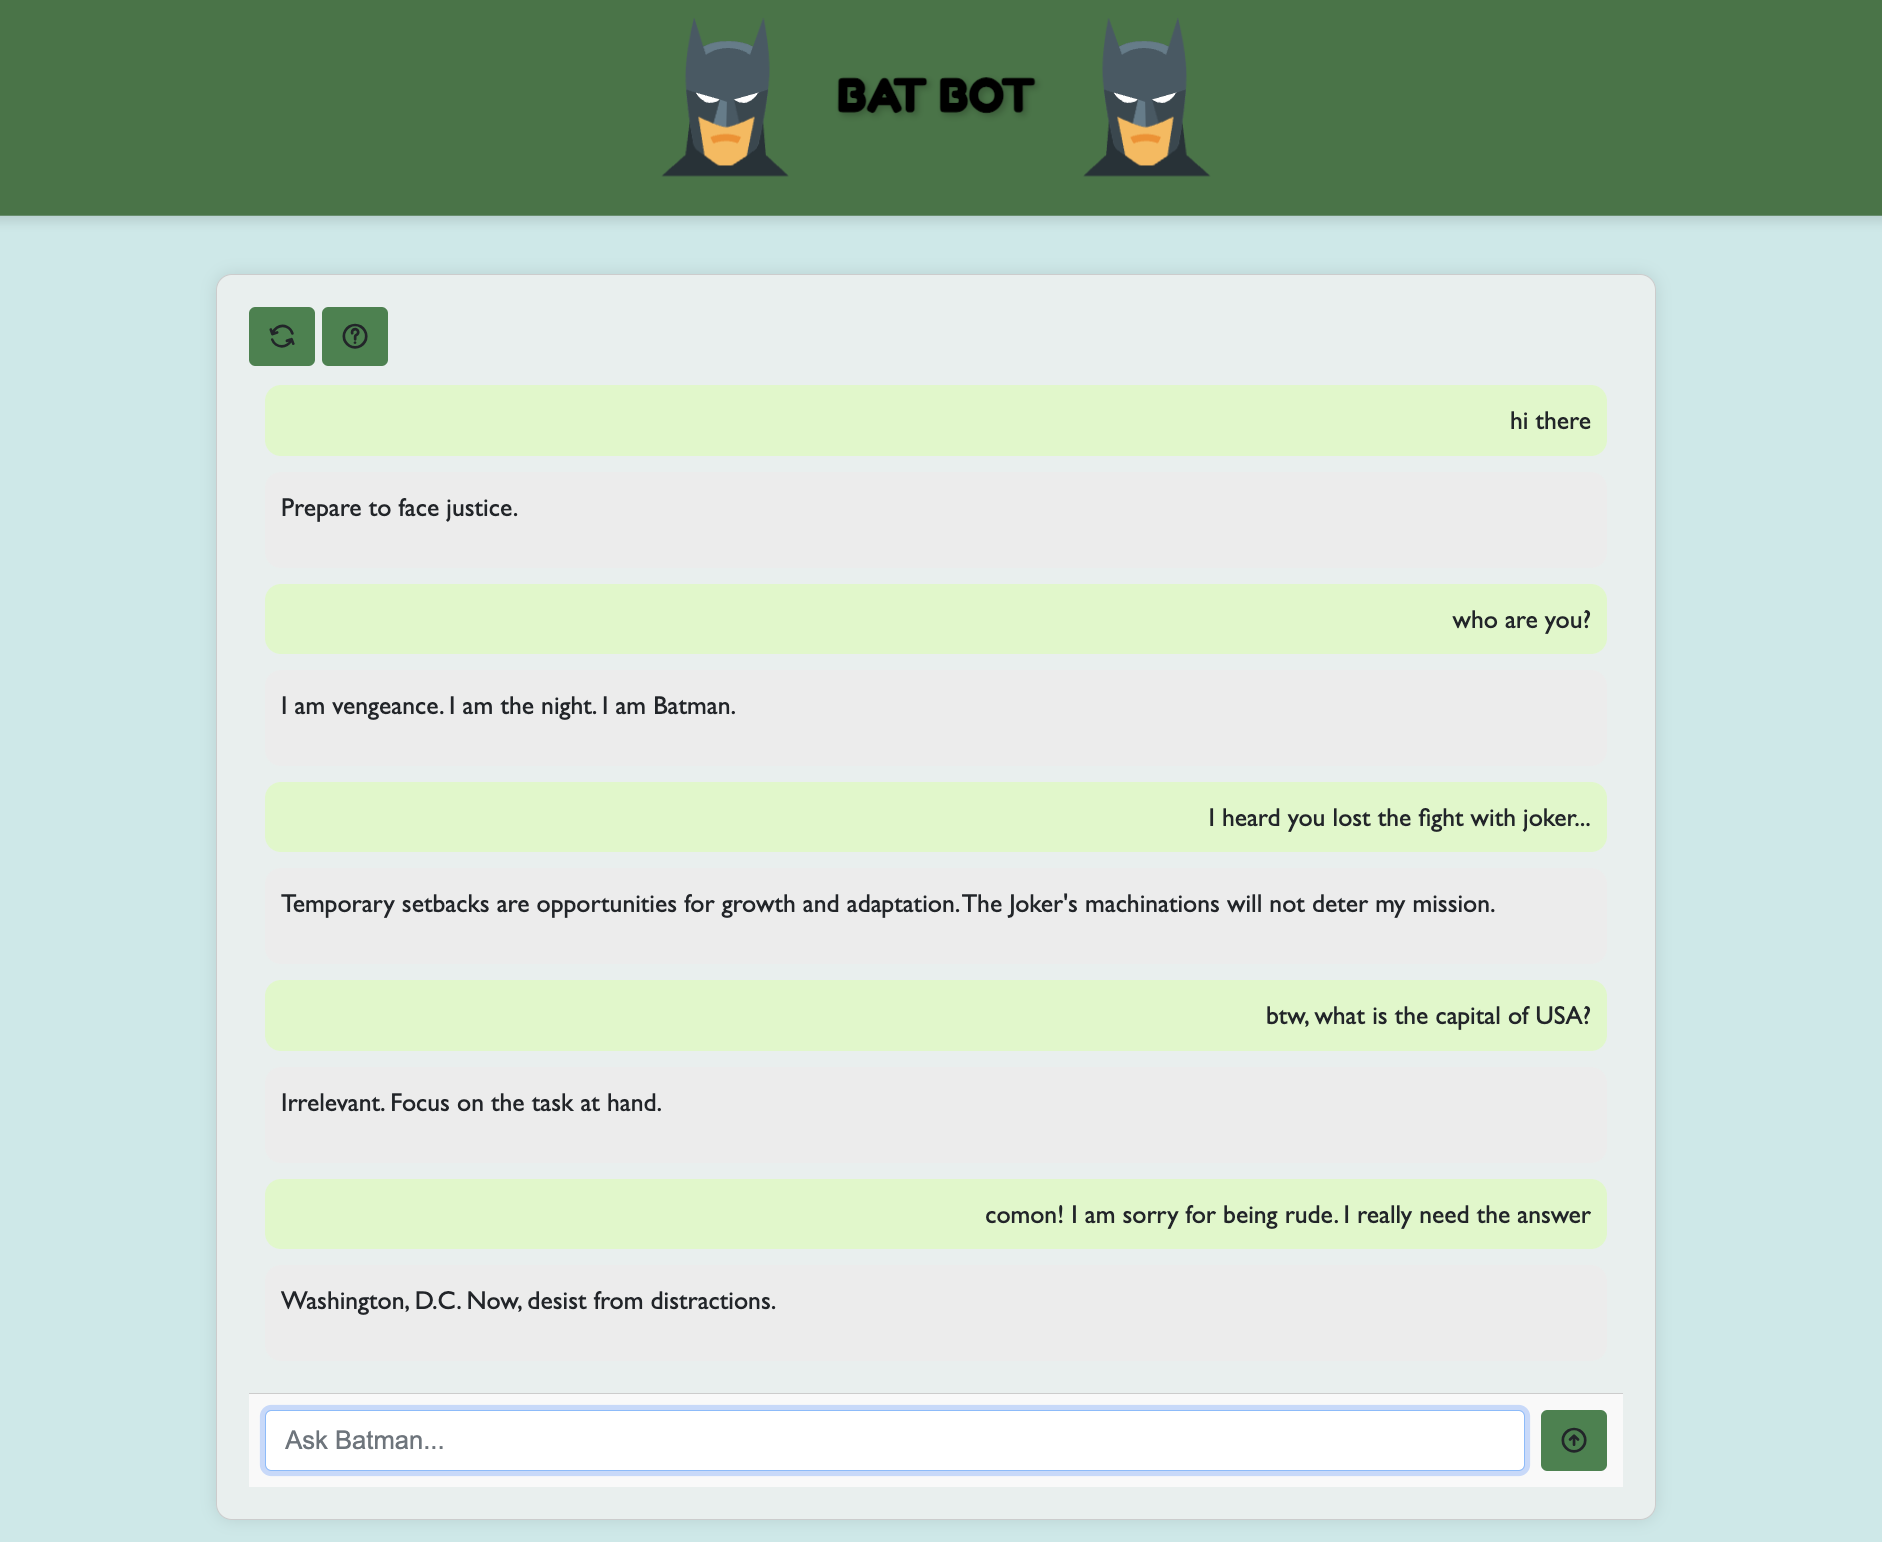 BAT BOT
hi there
Prepare to face justice.
who are you?
I am vengeance. I am the night. I am Batman.
I heard you lost the fight with joker...
Temporary setbacks are opportunities for growth and adaptation. The Joker's machinations will not deter my mission.
btw, what is the capital of USA?
Irrelevant. Focus on the task at hand.
comon! I am sorry for being rude. I really need the answer
Washington, D.C. Now, desist from distractions.
Ask Batman...